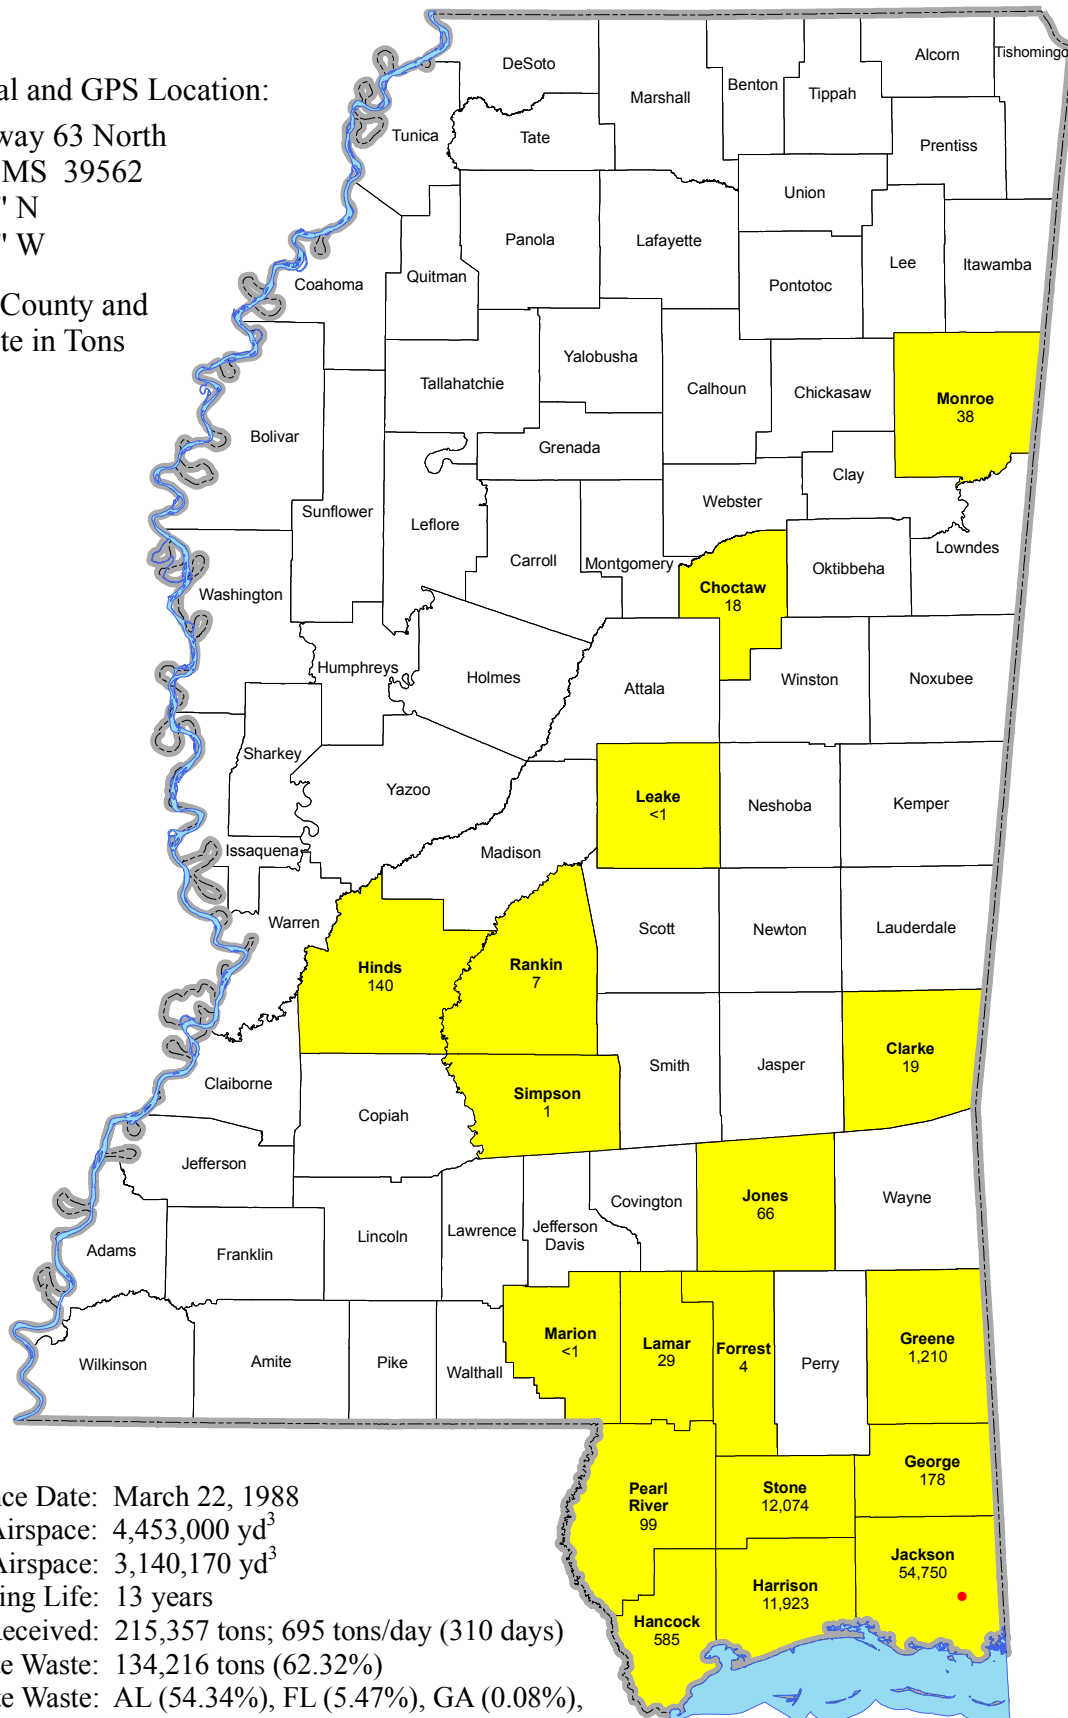 al and GPS Location:
way 63 North
MS 39562
" N
" W
County and
te in Tons
DeSoto
Marshall
Benton
Tippah
Alcorn
Tishomingo
Tunica
Tate
Prentiss
Union
Panola
Lafayette
Quitman
Coahoma
Pontotoc
Lee
Itawamba
Yalobusha
Tallahatchie
Calhoun
Chickasaw
Monroe
38
Bolivar
Grenada
Clay
Sunflower
Leflore
Webster
Carroll
Montgomery
Choctaw
18
Oktibbeha
Lowndes
Washington
Humphreys
Holmes
Attala
Winston
Noxubee
Sharkey
Yazoo
Leake
<1
Neshoba
Kemper
Issaquena
Madison
Warren
Scott
Newton
Lauderdale
Hinds
140
Rankin
7
Smith
Jasper
Clarke
19
Claiborne
Copiah
Simpson
1
Jefferson
Covington
Jones
66
Wayne
Adams
Franklin
Lincoln
Lawrence
Jefferson
Davis
Wilkinson
Amite
Pike
Walthall
Marion
<1
Lamar
29
Forrest
4
Perry
Greene
1,210
George
178
Pearl
River
99
Stone
12,074
Jackson
54,750
Harrison
11,923
Hancock
585
nce Date: March 22, 1988
Airspace: 4,453,000 yd³
Airspace: 3,140,170 yd³
ing Life: 13 years
Received: 215,357 tons; 695 tons/day (310 days)
te Waste: 134,216 tons (62.32%)
te Waste: AL (54.34%), FL (5.47%), GA (0.08%),